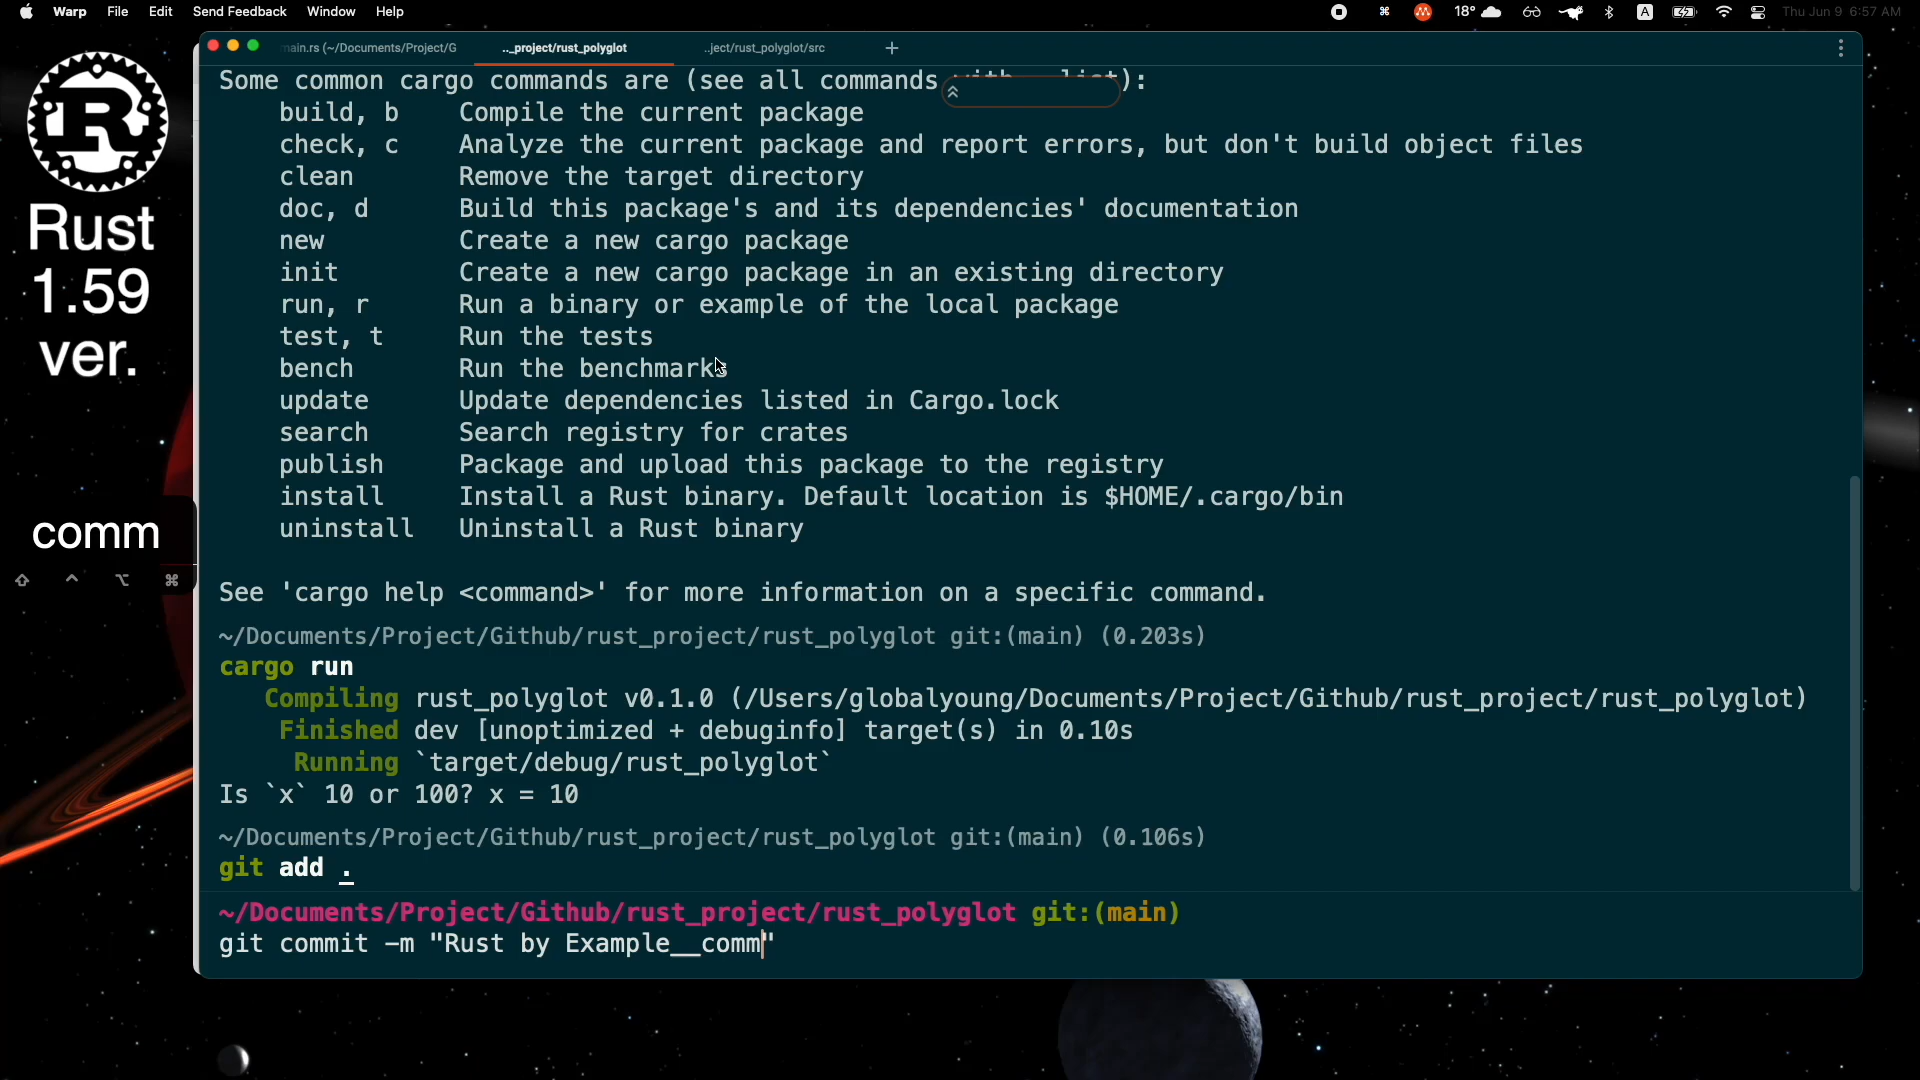 Warp File Edit Send Feedback Window Help
18° A Thu Jun 9 6:57 AM
main.rs (~/Documents/Project/G
.._project/rust_polyglot
..ject/rust_polyglot/src
R
Rust
1.59
ver.
comm
Some common cargo commands are (see all commands with --list):
build, b Compile the current package
check, c Analyze the current package and report errors, but don't build object files
clean Remove the target directory
doc, d Build this package's and its dependencies' documentation
new Create a new cargo package
init Create a new cargo package in an existing directory
run, r Run a binary or example of the local package
test, t Run the tests
bench Run the benchmarks
update Update dependencies listed in Cargo.lock
search Search registry for crates
publish Package and upload this package to the registry
install Install a Rust binary. Default location is $HOME/.cargo/bin
uninstall Uninstall a Rust binary
See 'cargo help <command>' for more information on a specific command.
~/Documents/Project/Github/rust_project/rust_polyglot git:(main) (0.203s)
cargo run
Compiling rust_polyglot v0.1.0 (/Users/globalyoung/Documents/Project/Github/rust_project/rust_polyglot)
Finished dev [unoptimized + debuginfo] target(s) in 0.10s
Running `target/debug/rust_polyglot`
Is `x` 10 or 100? x = 10
~/Documents/Project/Github/rust_project/rust_polyglot git:(main) (0.106s)
git add .
~/Documents/Project/Github/rust_project/rust_polyglot git:(main)
git commit -m "Rust by Example__comm"